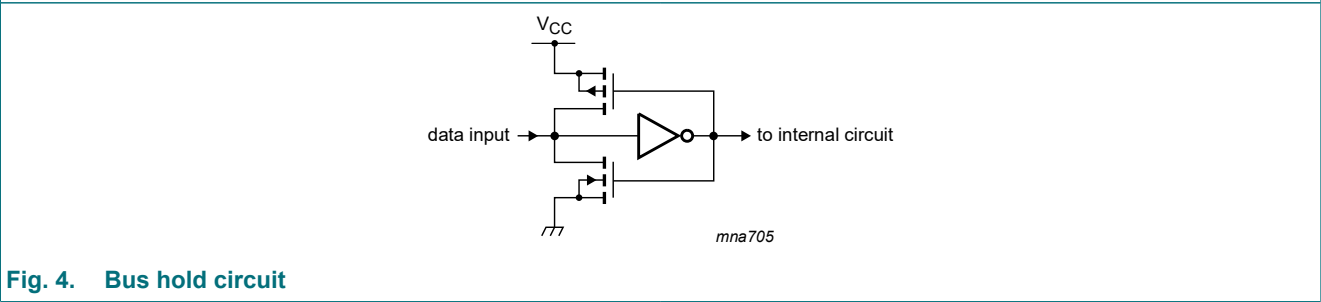 VCC
data input
to internal circuit
mna705
Fig. 4. Bus hold circuit